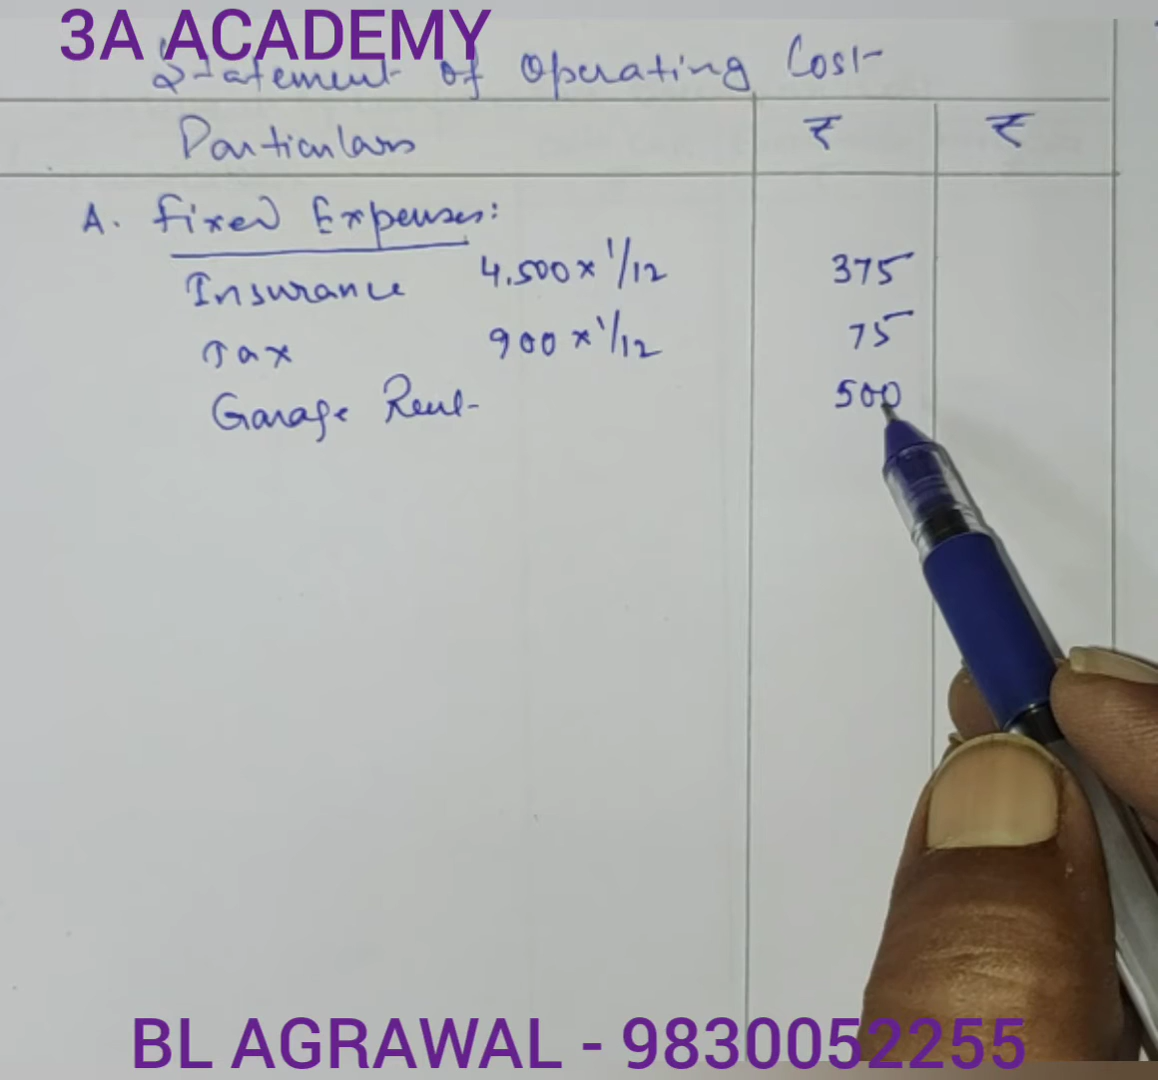 3A ACADEMY
Statement of Operating Cost
Particulars ₹ ₹
A. Fixed Expenses:
Insurance 4,500 × 1/12 375
Tax 900 × 1/12 75
Garage Rent 500
BL AGRAWAL - 9830052255